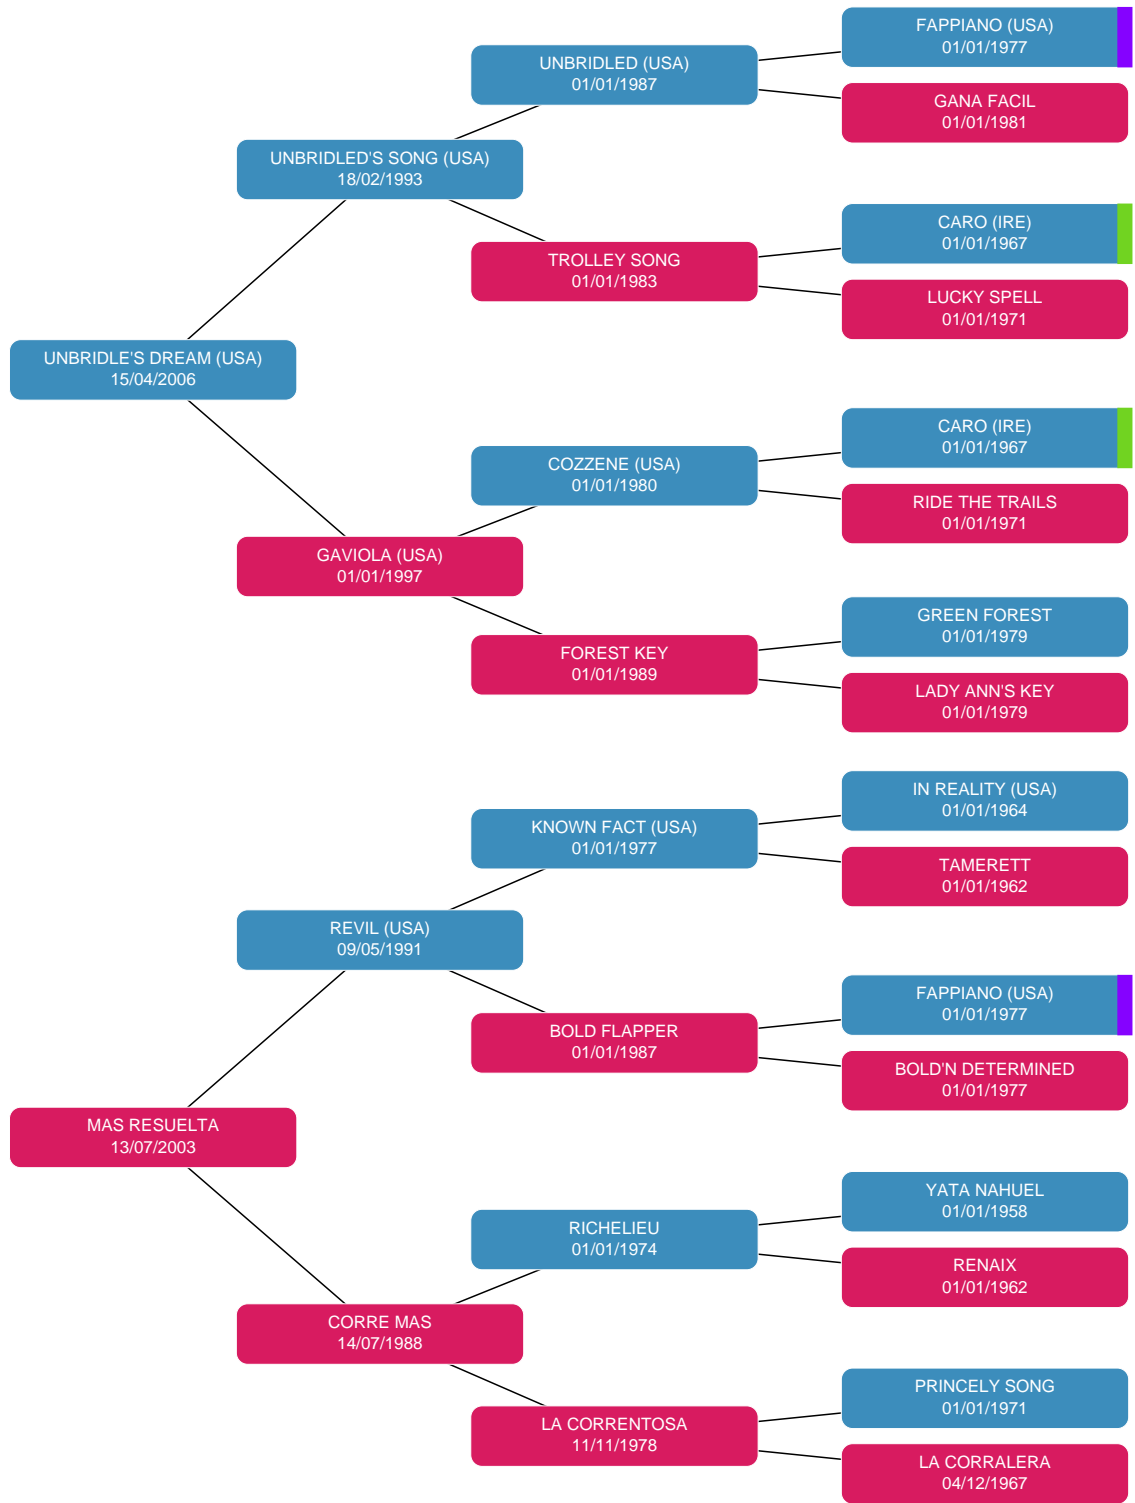 FAPPIANO (USA)
01/01/1977
UNBRIDLED (USA)
01/01/1987
GANA FACIL
01/01/1981
UNBRIDLED'S SONG (USA)
18/02/1993
CARO (IRE)
01/01/1967
TROLLEY SONG
01/01/1983
LUCKY SPELL
01/01/1971
UNBRIDLE'S DREAM (USA)
15/04/2006
CARO (IRE)
01/01/1967
COZZENE (USA)
01/01/1980
RIDE THE TRAILS
01/01/1971
GAVIOLA (USA)
01/01/1997
GREEN FOREST
01/01/1979
FOREST KEY
01/01/1989
LADY ANN'S KEY
01/01/1979
IN REALITY (USA)
01/01/1964
KNOWN FACT (USA)
01/01/1977
TAMERETT
01/01/1962
REVIL (USA)
09/05/1991
FAPPIANO (USA)
01/01/1977
BOLD FLAPPER
01/01/1987
BOLD'N DETERMINED
01/01/1977
MAS RESUELTA
13/07/2003
YATA NAHUEL
01/01/1958
RICHELIEU
01/01/1974
RENAIX
01/01/1962
CORRE MAS
14/07/1988
PRINCELY SONG
01/01/1971
LA CORRENTOSA
11/11/1978
LA CORRALERA
04/12/1967